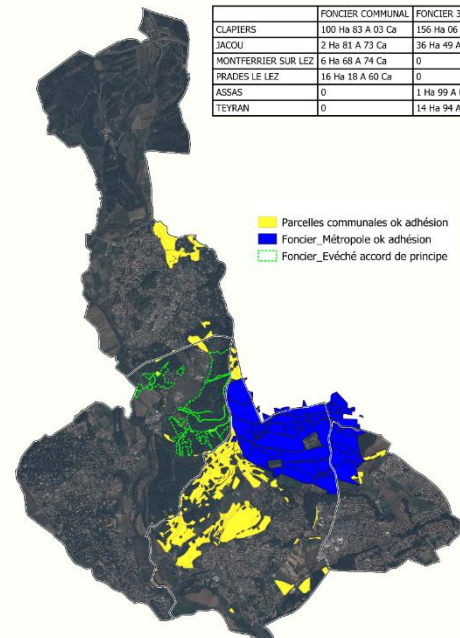 FONCIER COMMUNAL FONCIER 3
CLAPIERS 100 Ha 83 A 03 Ca 156 Ha 06
JACOU 2 Ha 81 A 73 Ca 36 Ha 49 A
MONTFERRIER SUR LEZ 6 Ha 68 A 74 Ca 0
PRADES LE LEZ 16 Ha 18 A 60 Ca 0
ASSAS 0 1 Ha 99 A
TEYRAN 0 14 Ha 94 A
Parcelles communales ok adhésion
Foncier_Métropole ok adhésion
Foncier_Evéché accord de principe